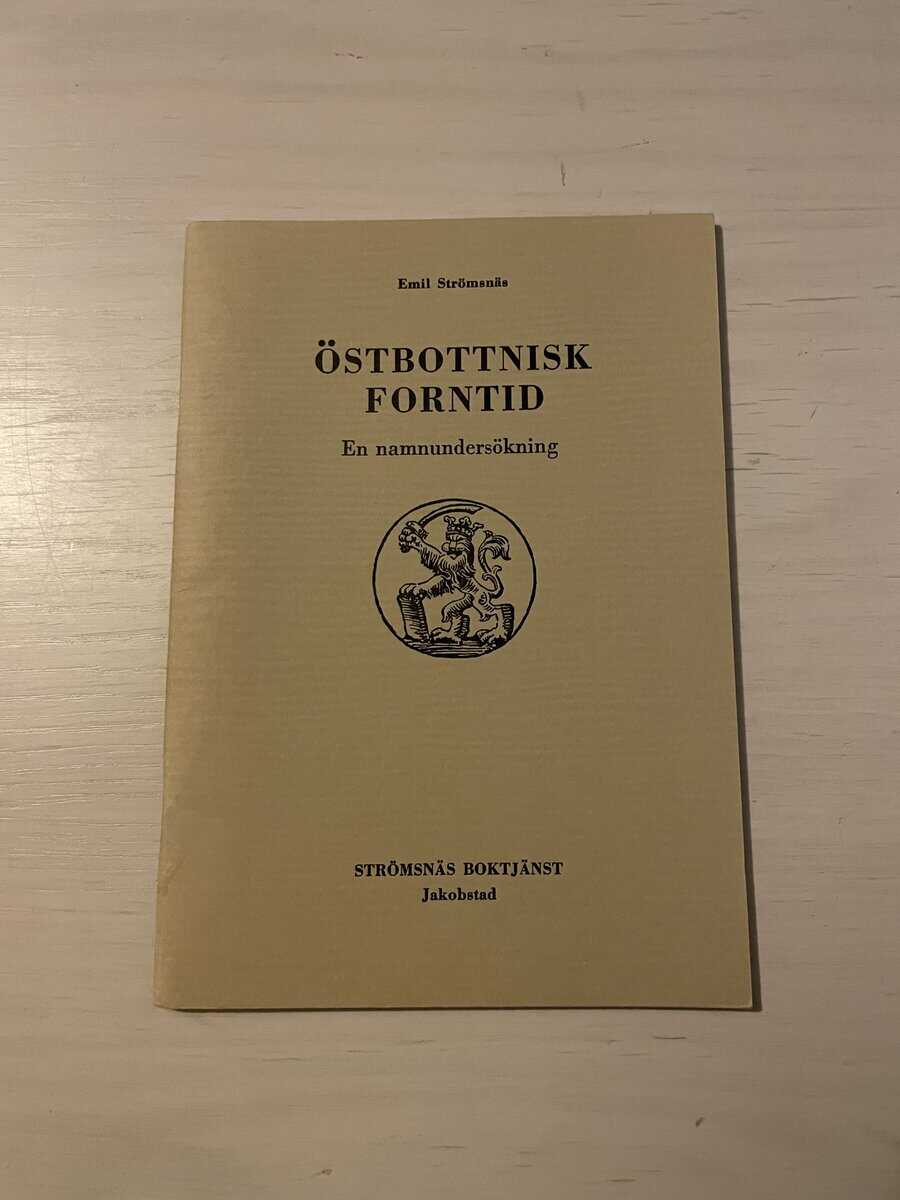 Emil Strömsnäs
ÖSTBOTTNISK
FORNTID
En namnundersökning
STRÖMSNÄS BOKTJÄNST
Jakobstad